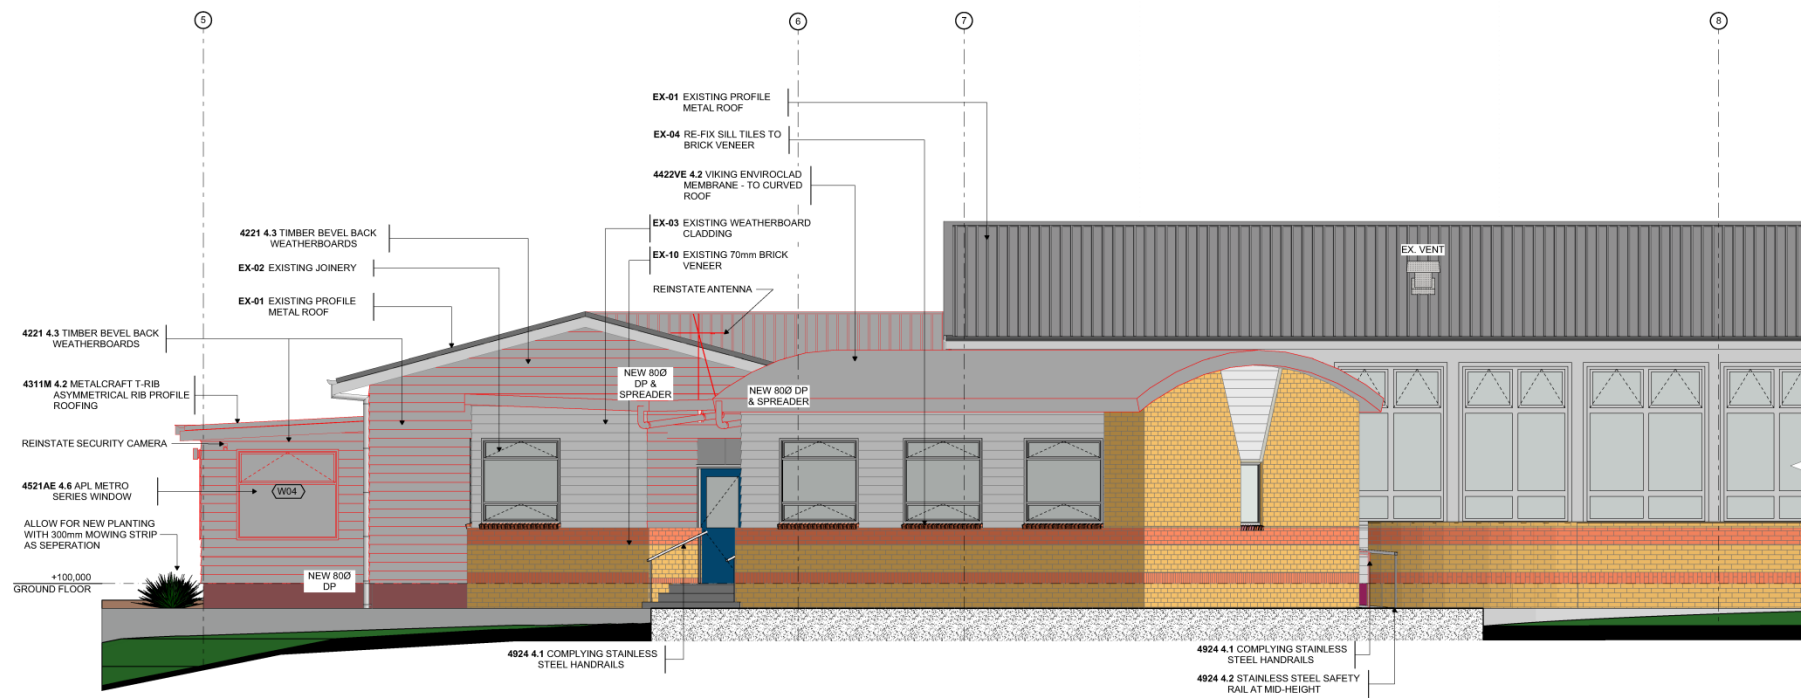 5
6
7
8
EX-01 EXISTING PROFILE
METAL ROOF
EX-04 RE-FIX SILL TILES TO
BRICK VENEER
4422VE 4.2 VIKING ENVIROCLAD
MEMBRANE - TO CURVED
ROOF
EX-03 EXISTING WEATHERBOARD
CLADDING
EX-10 EXISTING 70mm BRICK
VENEER
REINSTATE ANTENNA
4221 4.3 TIMBER BEVEL BACK
WEATHERBOARDS
EX-02 EXISTING JOINERY
EX-01 EXISTING PROFILE
METAL ROOF
4221 4.3 TIMBER BEVEL BACK
WEATHERBOARDS
4311M 4.2 METALCRAFT T-RIB
ASYMMETRICAL RIB PROFILE
ROOFING
REINSTATE SECURITY CAMERA
4521AE 4.6 APL METRO
SERIES WINDOW
ALLOW FOR NEW PLANTING
WITH 300mm MOWING STRIP
AS SEPERATION
+100,000
GROUND FLOOR
W04
NEW 80Ø
DP
NEW 80Ø
DP &
SPREADER
NEW 80Ø DP
& SPREADER
EX. VENT
4924 4.1 COMPLYING STAINLESS
STEEL HANDRAILS
4924 4.1 COMPLYING STAINLESS
STEEL HANDRAILS
4924 4.2 STAINLESS STEEL SAFETY
RAIL AT MID-HEIGHT